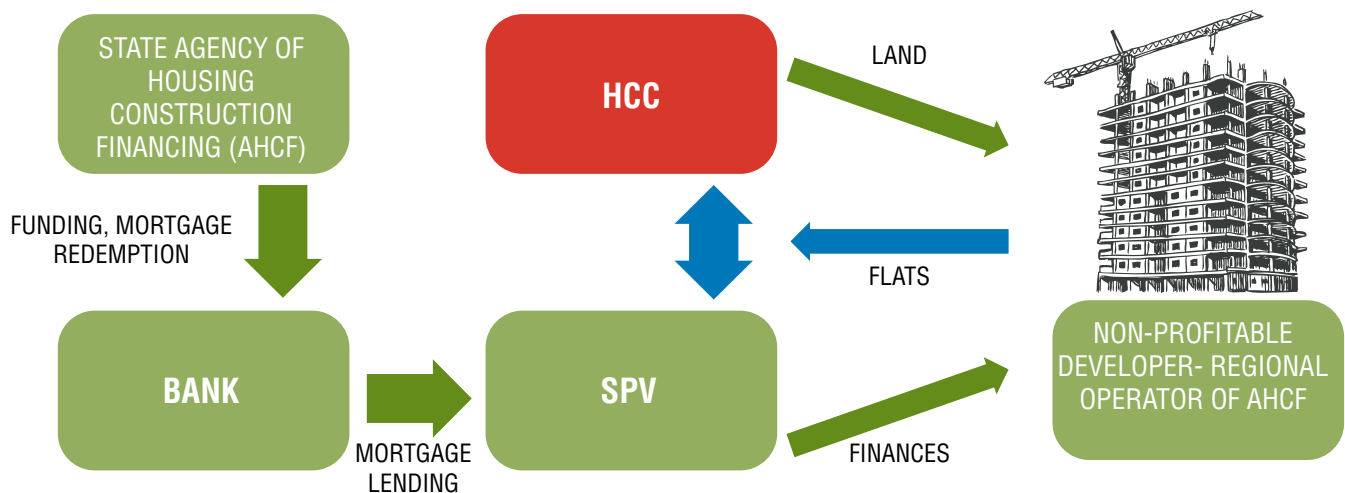 STATE AGENCY OF
HOUSING
CONSTRUCTION
FINANCING (AHCF)
HCC
LAND
FUNDING, MORTGAGE
REDEMPTION
FLATS
BANK
SPV
NON-PROFITABLE
DEVELOPER- REGIONAL
OPERATOR OF AHCF
MORTGAGE
LENDING
FINANCES